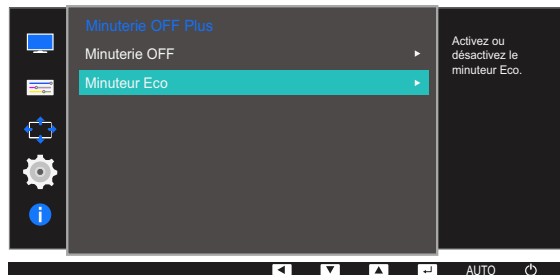 Minuterie OFF Plus
Minuterie OFF
Minuteur Eco
Activez ou
désactivez le
minuteur Eco.
AUTO